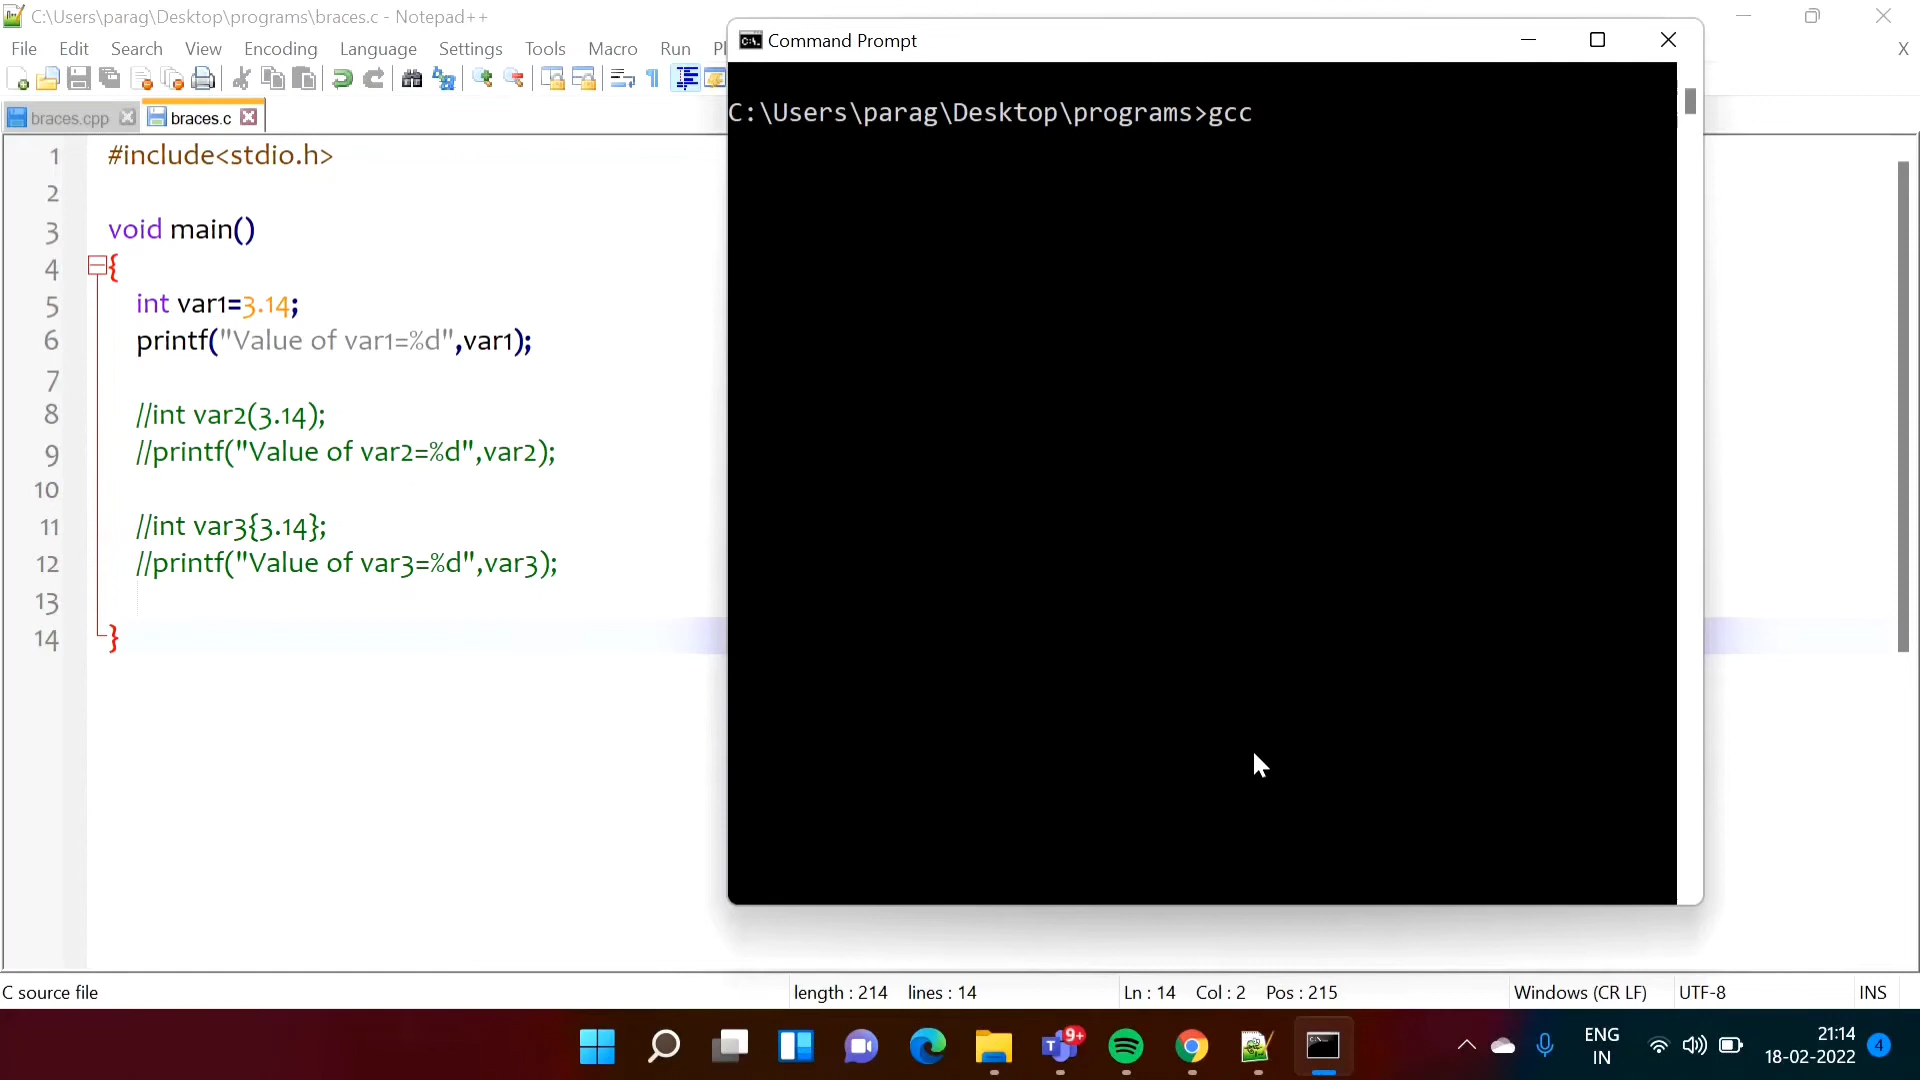 C:\Users\parag\Desktop\programs\braces.c - Notepad++
File Edit Search View Encoding Language Settings Tools Macro Run Pl
X
braces.cpp braces.c
Command Prompt
C:\Users\parag\Desktop\programs>gcc
1 #include<stdio.h>
2
3 void main()
4 {
5 int var1=3.14;
6 printf("Value of var1=%d",var1);
7
8 //int var2(3.14);
9 //printf("Value of var2=%d",var2);
10
11 //int var3{3.14};
12 //printf("Value of var3=%d",var3);
13
14 }
C source file length : 214 lines : 14 Ln : 14 Col : 2 Pos : 215 Windows (CR LF) UTF-8 INS
9+
T
ENG
IN
21:14
18-02-2022
4